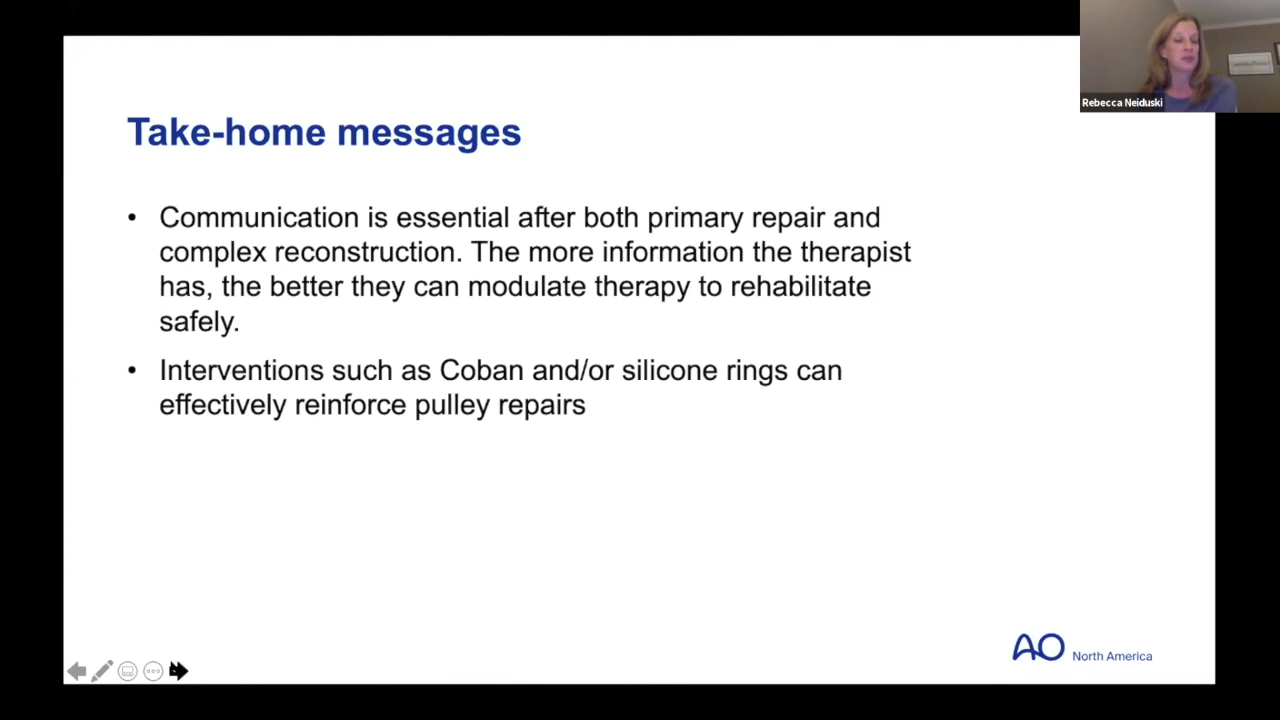 Rebecca Neiduski
Take-home messages
• Communication is essential after both primary repair and
complex reconstruction. The more information the therapist
has, the better they can modulate therapy to rehabilitate
safely.
• Interventions such as Coban and/or silicone rings can
effectively reinforce pulley repairs
AO North America